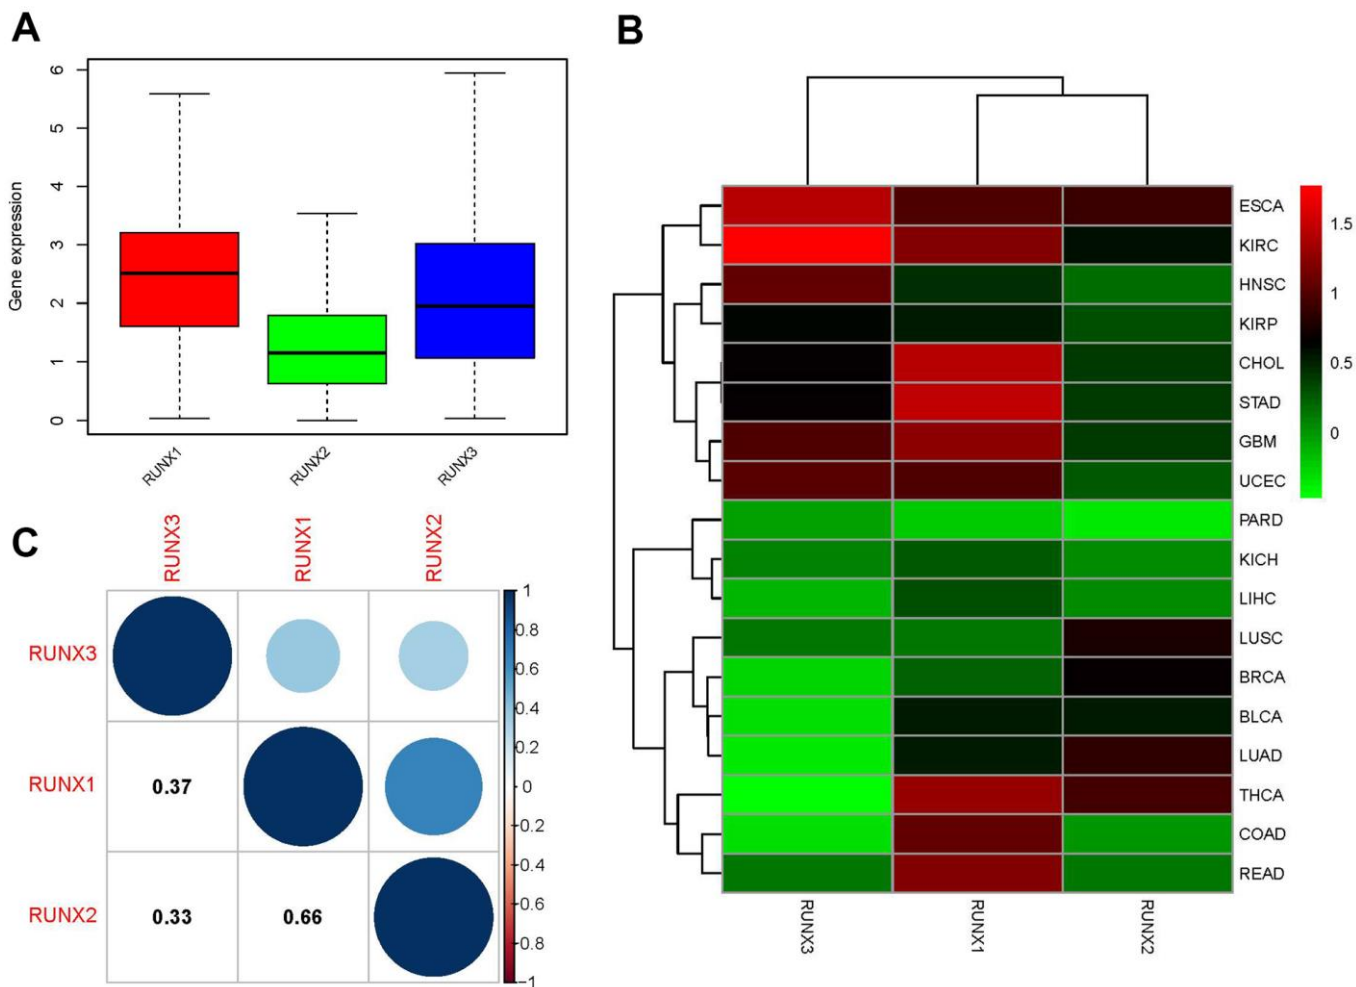 A
Gene expression
6
5
4
3
2
1
0
RUNX1
RUNX2
RUNX3
B
ESCA
KIRC
HNSC
KIRP
CHOL
STAD
GBM
UCEC
PARD
KICH
LIHC
LUSC
BRCA
BLCA
LUAD
THCA
COAD
READ
RUNX3
RUNX1
RUNX2
1.5
1
0.5
0
C
RUNX3
RUNX1
RUNX2
RUNX3
RUNX1
0.37
RUNX2
0.33 0.66
1
0.8
0.6
0.4
0.2
0
-0.2
-0.4
-0.6
-0.8
-1